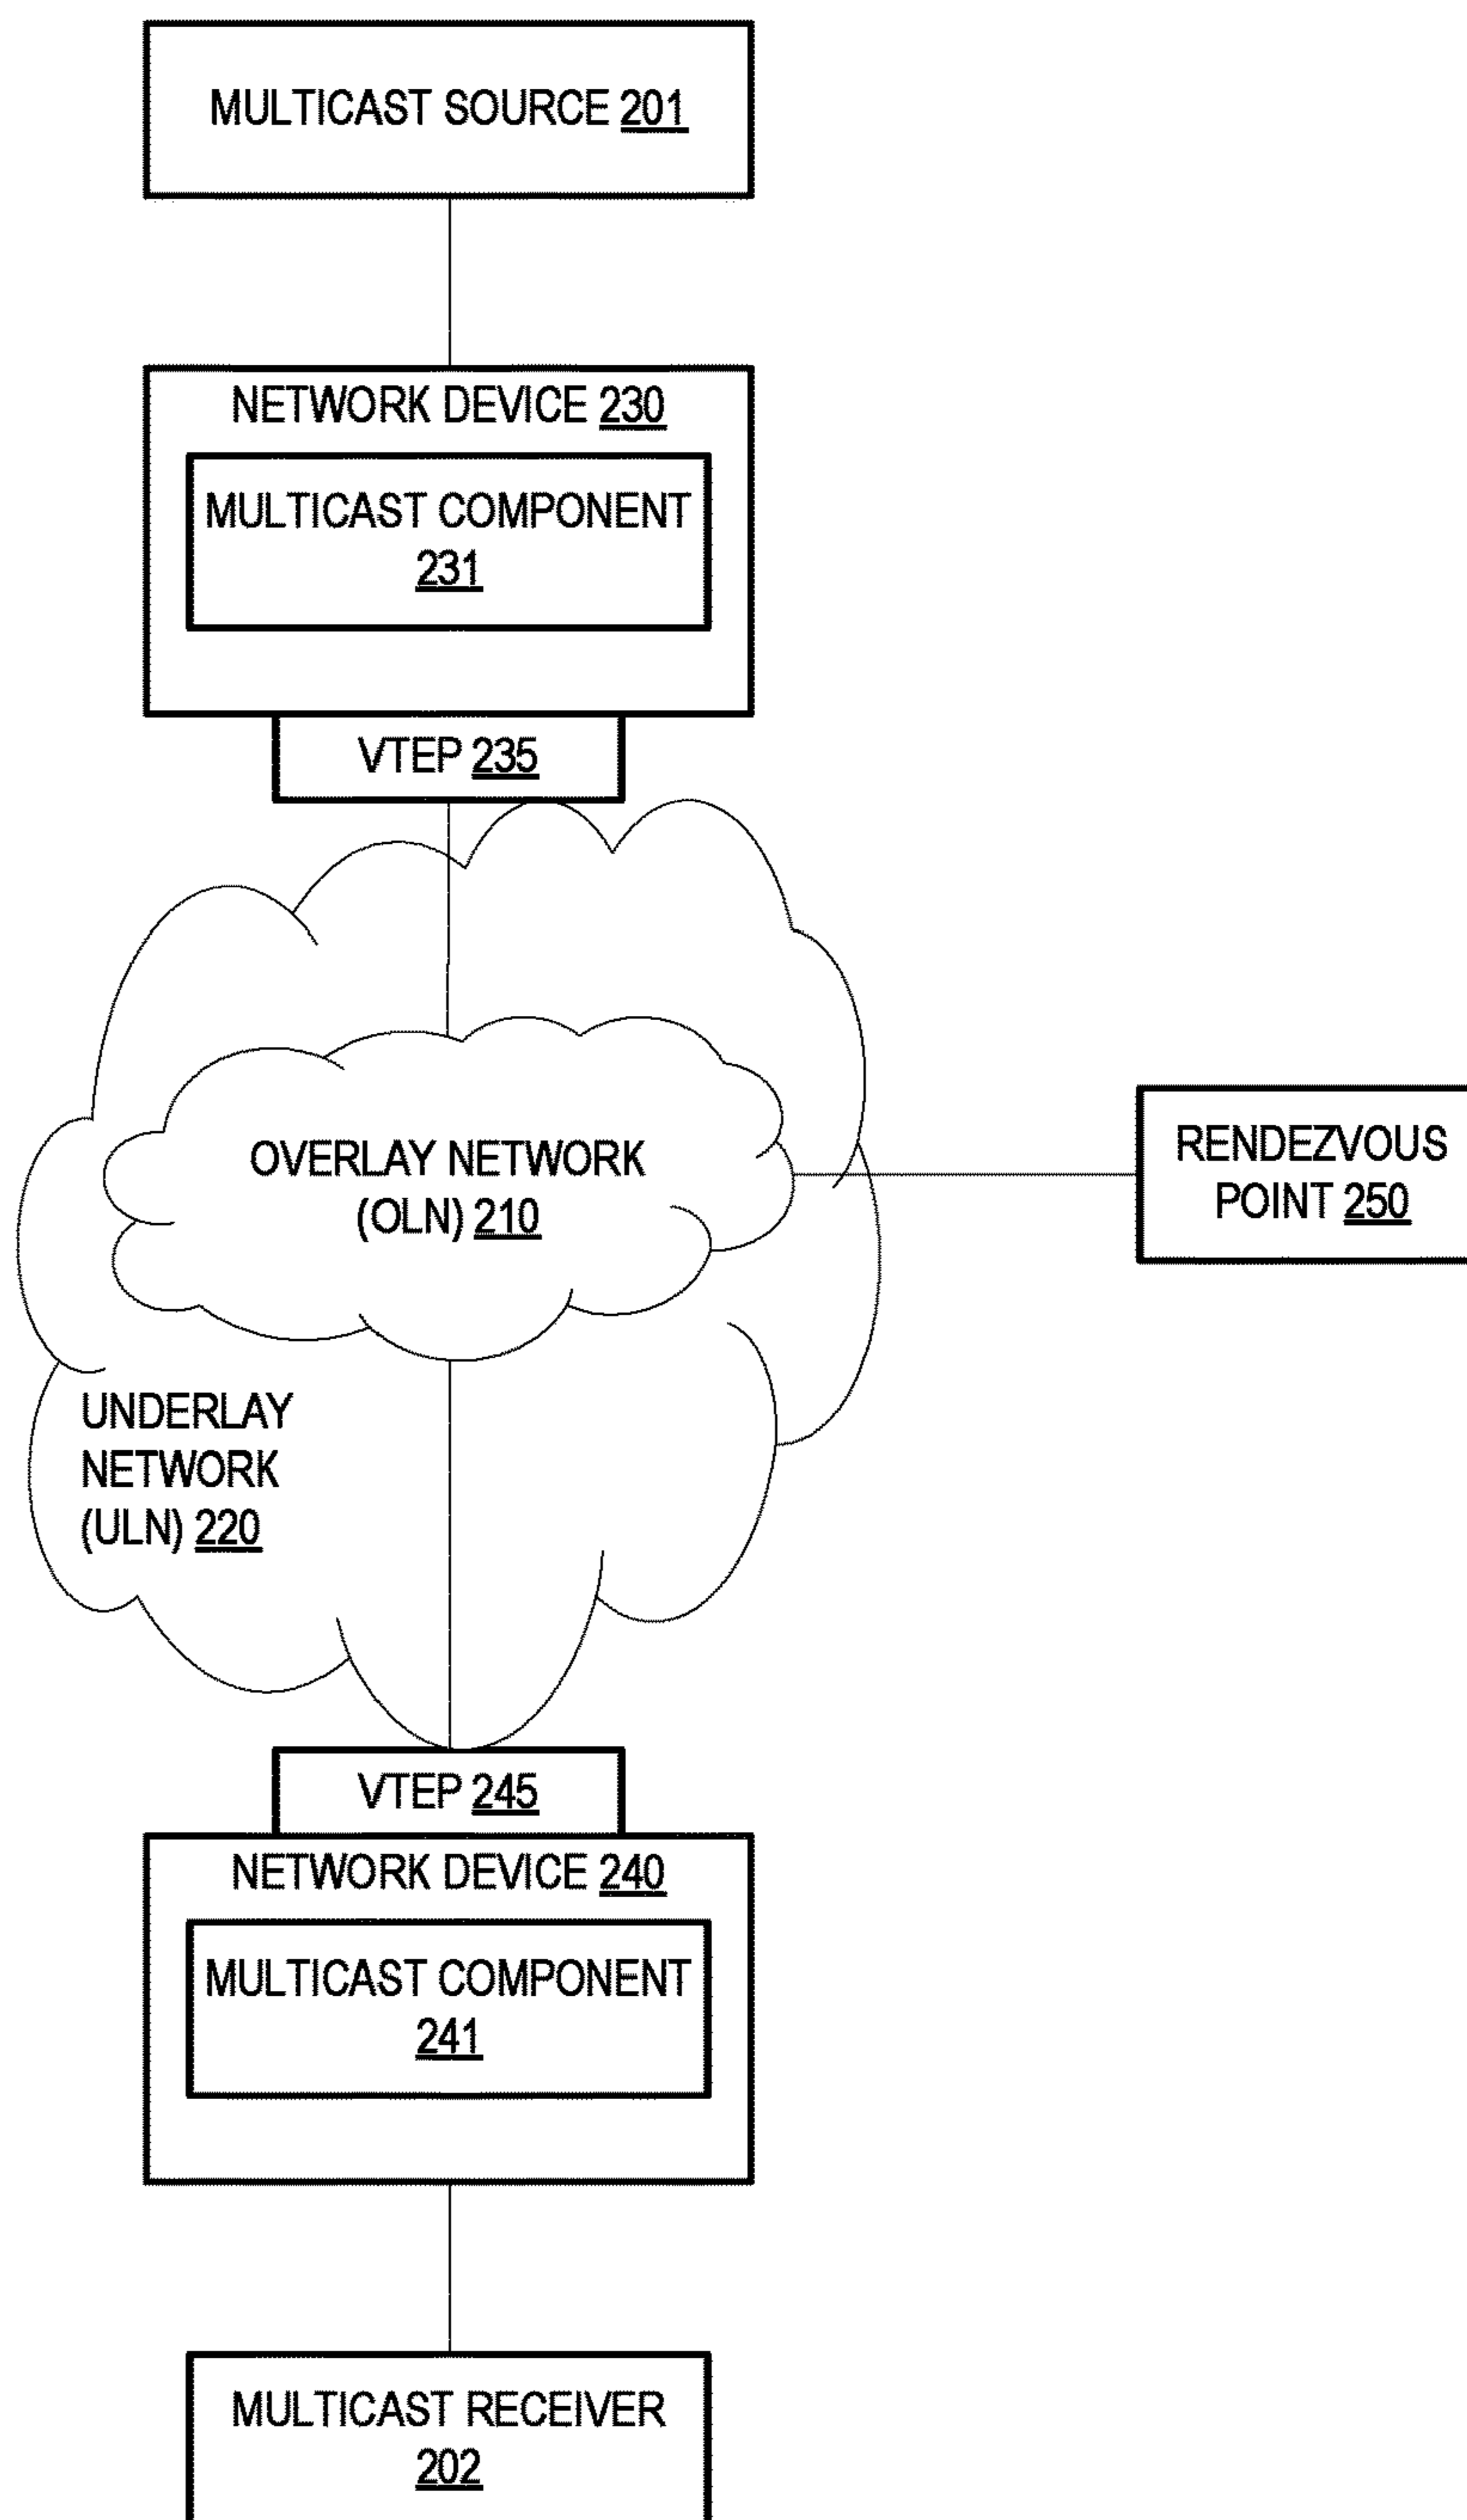 MULTICAST SOURCE 201
NETWORK DEVICE 230
MULTICAST COMPONENT
231
VTEP 235
OVERLAY NETWORK
(OLN) 210
RENDEZVOUS
POINT 250
UNDERLAY
NETWORK
(ULN) 220
VTEP 245
NETWORK DEVICE 240
MULTICAST COMPONENT
241
MULTICAST RECEIVER
202